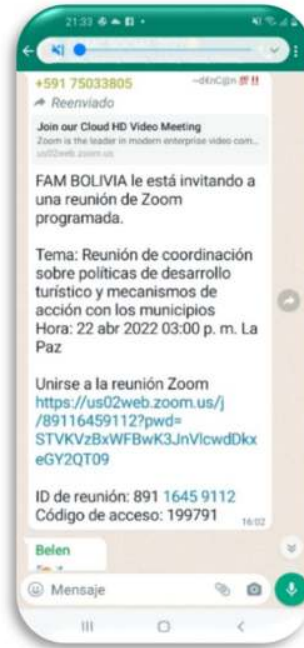 21:33
+591 75033805
Reenviado
Join our Cloud HD Video Meeting
Zoom is the leader in modern enterprise video com...
us02web.zoom.us
FAM BOLIVIA le está invitando a
una reunión de Zoom
programada.
Tema: Reunión de coordinación
sobre políticas de desarrollo
turístico y mecanismos de
acción con los municipios
Hora: 22 abr 2022 03:00 p. m. La
Paz
Unirse a la reunión Zoom
https://us02web.zoom.us/j
/89116459112?pwd=
STVKVzBxWFBwK3JnVlcwdDkx
eGY2QT09
ID de reunión: 891 1645 9112
Código de acceso: 199791
16:02
Belen
Mensaje